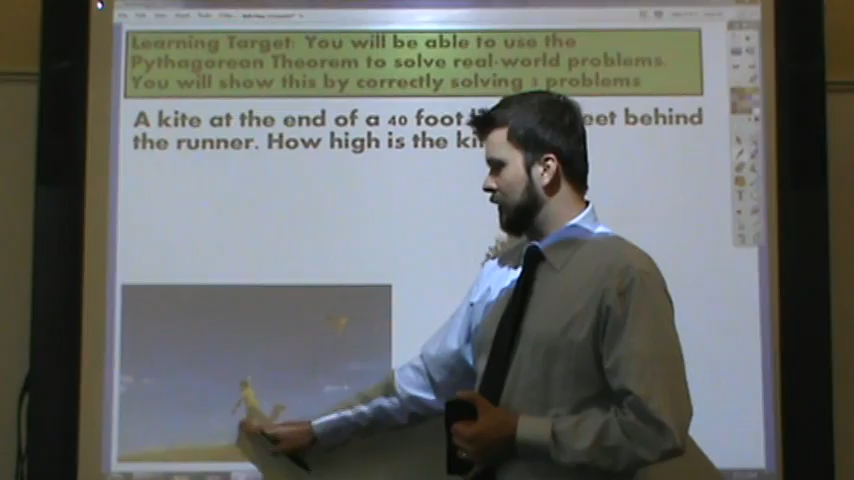 Learning Target: You will be able to use the
Pythagorean Theorem to solve real-world problems.
You will show this by correctly solving 3 problems
A kite at the end of a 40 foot behind
the runner. How high is the